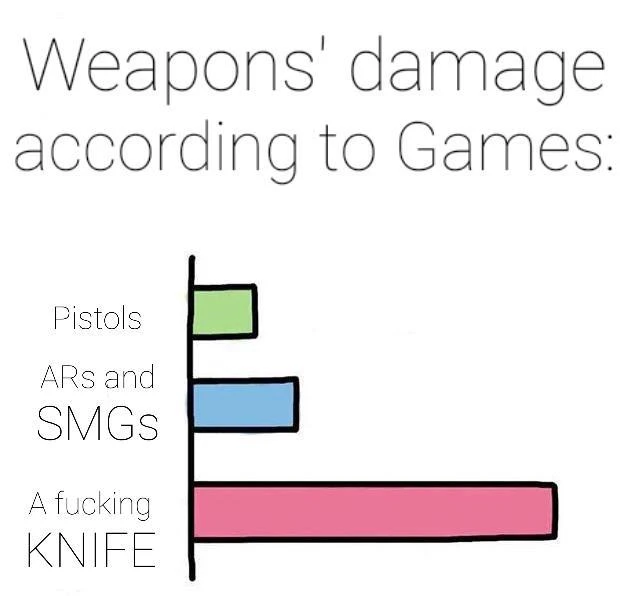 Weapons' damage
according to Games:
Pistols
ARs and
SMGs
A fucking
KNIFE